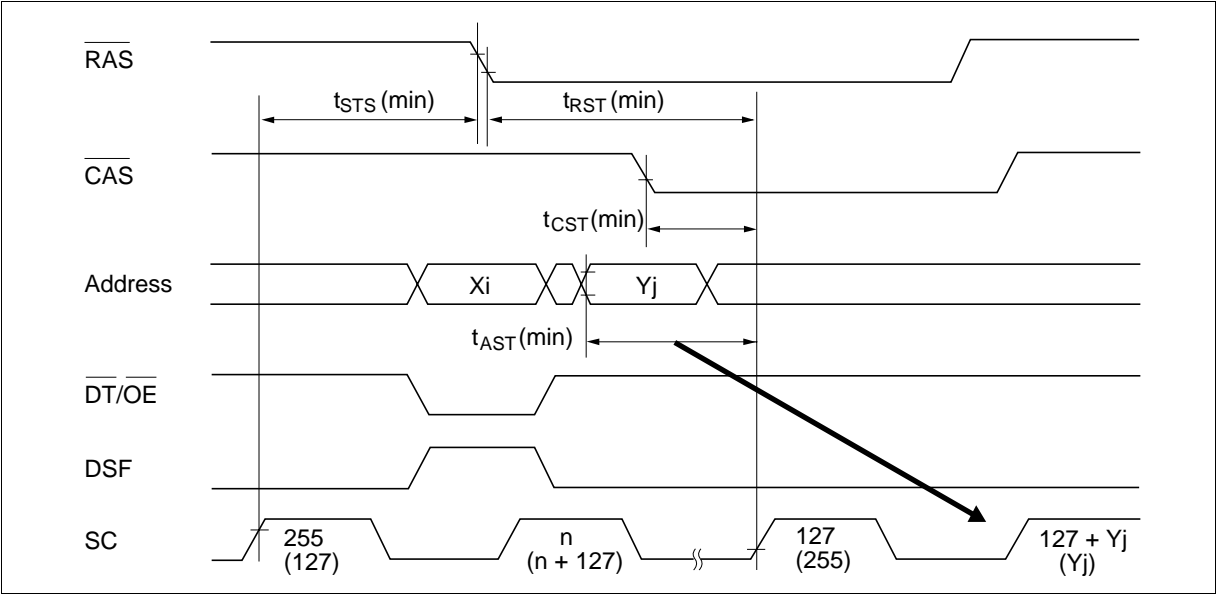 RAS
tSTS (min)
tRST (min)
CAS
tCST (min)
Address
Xi
Yj
tAST (min)
DT/OE
DSF
SC
255
(127)
n
(n + 127)
127
(255)
127 + Yj
(Yj)